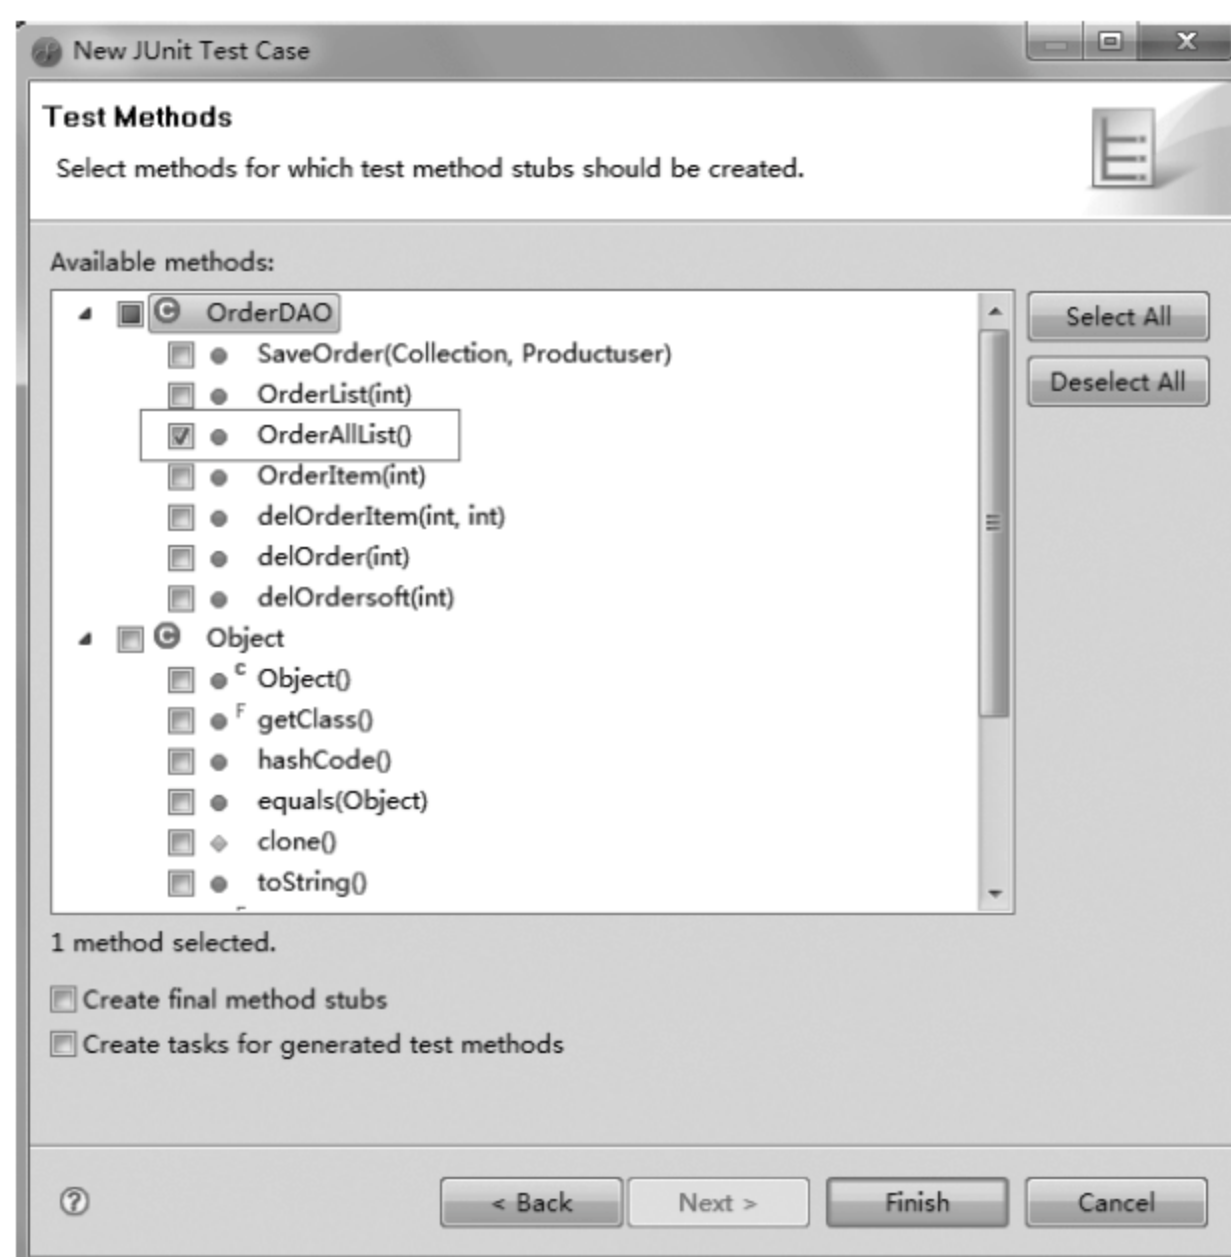 New JUnit Test Case
Test Methods
Select methods for which test method stubs should be created.
Available methods:
OrderDAO
SaveOrder(Collection, Productuser)
OrderList(int)
OrderAllList()
OrderItem(int)
delOrderItem(int, int)
delOrder(int)
delOrdersoft(int)
Object
C Object()
F getClass()
hashCode()
equals(Object)
clone()
toString()
Select All
Deselect All
1 method selected.
Create final method stubs
Create tasks for generated test methods
< Back
Next >
Finish
Cancel